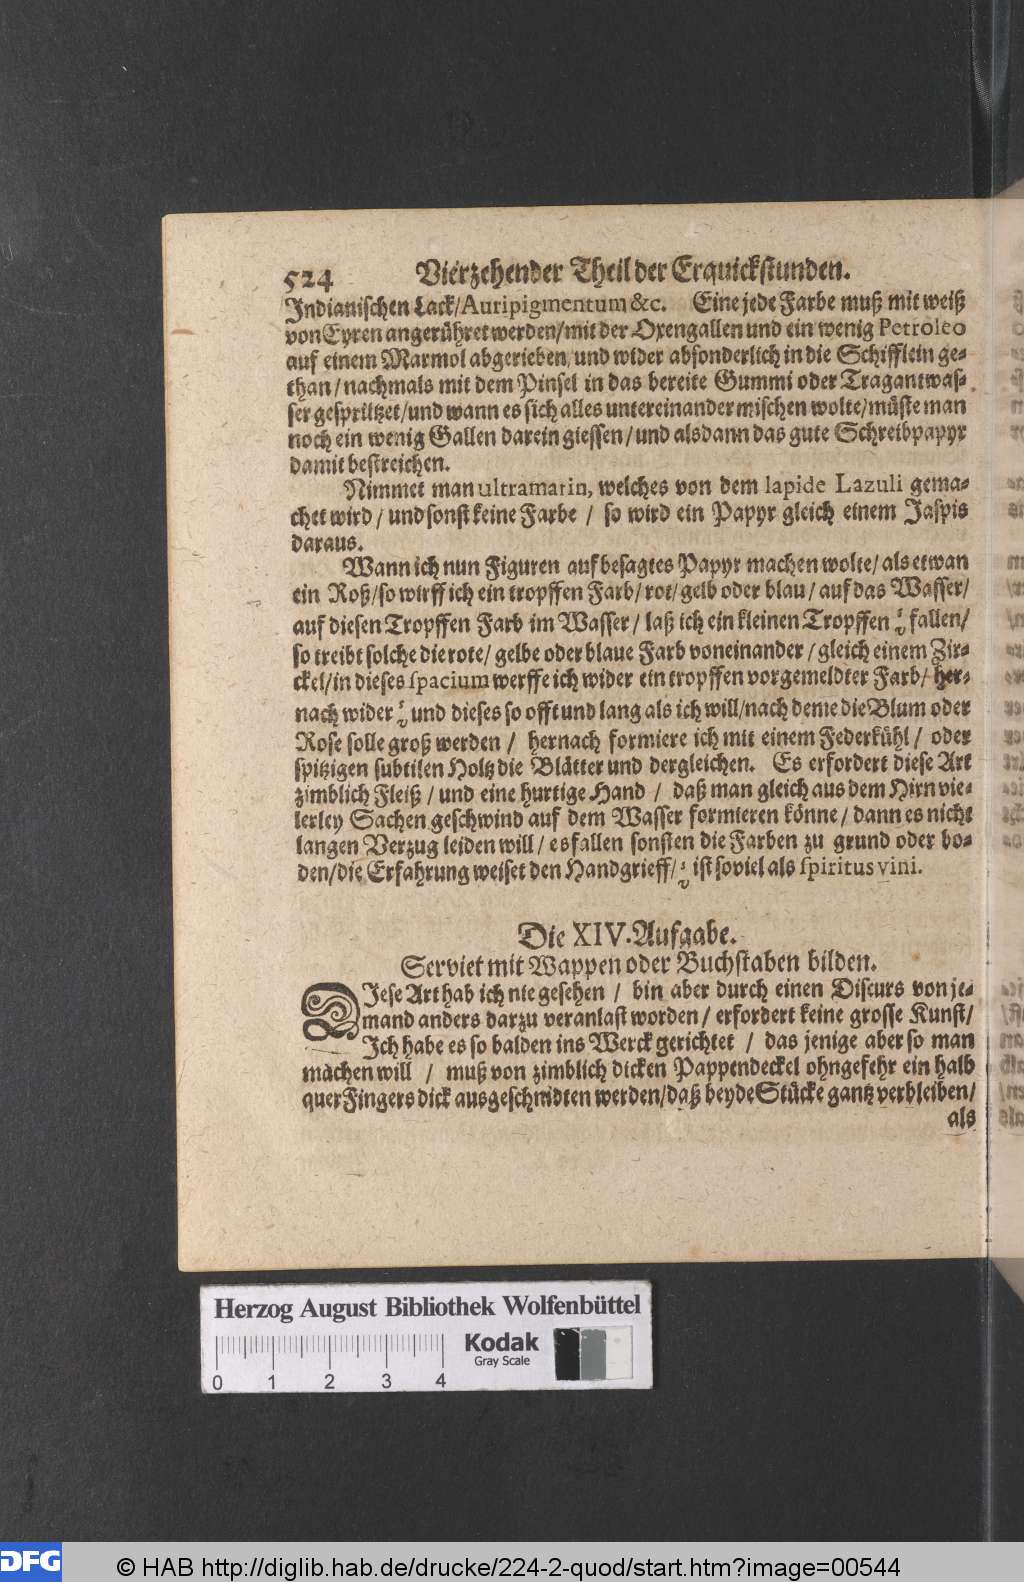 524 Vierzehender Theil der Erquickstunden.
Indianischen Lack/Auripigmentum &c. Eine jede Farbe muß mit weiß
von Eyren angerühret werden/mit der Oxengallen und ein wenig Petroleo
auf einem Marmol abgerieben/und wider absonderlich in die Schifflein ge-
than/nachmals mit dem Pinsel in das bereite Gummi oder Tragantwas-
ser gespritzet/und wann es sich alles untereinander mischen wolte/müste man
noch ein wenig Gallen darein giessen/und alsdann das gute Schreibpapyr
damit bestreichen.
Nimmet man ultramarin, welches von dem lapide Lazuli gema-
chet wird/und sonst keine Farbe / so wird ein Papyr gleich einem Jaspis
daraus.
Wann ich nun Figuren auf besagtes Papyr machen wolte/als etwan
ein Roß/so wirff ich ein tropffen Farb/rot/gelb oder blau/auf das Wasser/
auf diesen Tropffen Farb im Wasser/laß ich ein kleinen Tropffen fallen/
so treibt solche die rote/gelbe oder blaue Farb voneinander/gleich einem Zir-
ckel/in dieses spacium werffe ich wider ein tropffen vorgemeldter Farb/her-
nach wider und dieses so offt und lang als ich will/nach deme die Blum oder
Rose solle groß werden / hernach formiere ich mit einem Federkühl/ oder
spitzigen subtilen Holtz die Blätter und dergleichen. Es erfordert diese Art
zimblich Fleiß/und eine hurtige Hand / daß man gleich aus dem Hirn vie-
lerley Sachen geschwind auf dem Wasser formieren könne/dann es nicht
langen Verzug leiden will/es fallen sonsten die Farben zu grund oder bo-
den/die Erfahrung weiset den Handgrieff/ ist soviel als spiritus vini.
Die XIV. Aufgabe.
Serviet mit Wappen oder Buchstaben bilden.
DIese Art hab ich nie gesehen / bin aber durch einen Discurs von je-
mand anders darzu veranlast worden/erfordert keine grosse Kunst/
Ich habe es so balden ins Werck gerichtet / das jenige aber so man
machen will / muß von zimblich dicken Pappendeckel ohngefehr ein halb
quer Fingers dick ausgeschnidten werden/daß beyde Stücke gantz verbleiben/
als
Herzog August Bibliothek Wolfenbüttel
Kodak
Gray Scale
0 1 2 3 4
DFG © HAB http://diglib.hab.de/drucke/224-2-quod/start.htm?image=00544